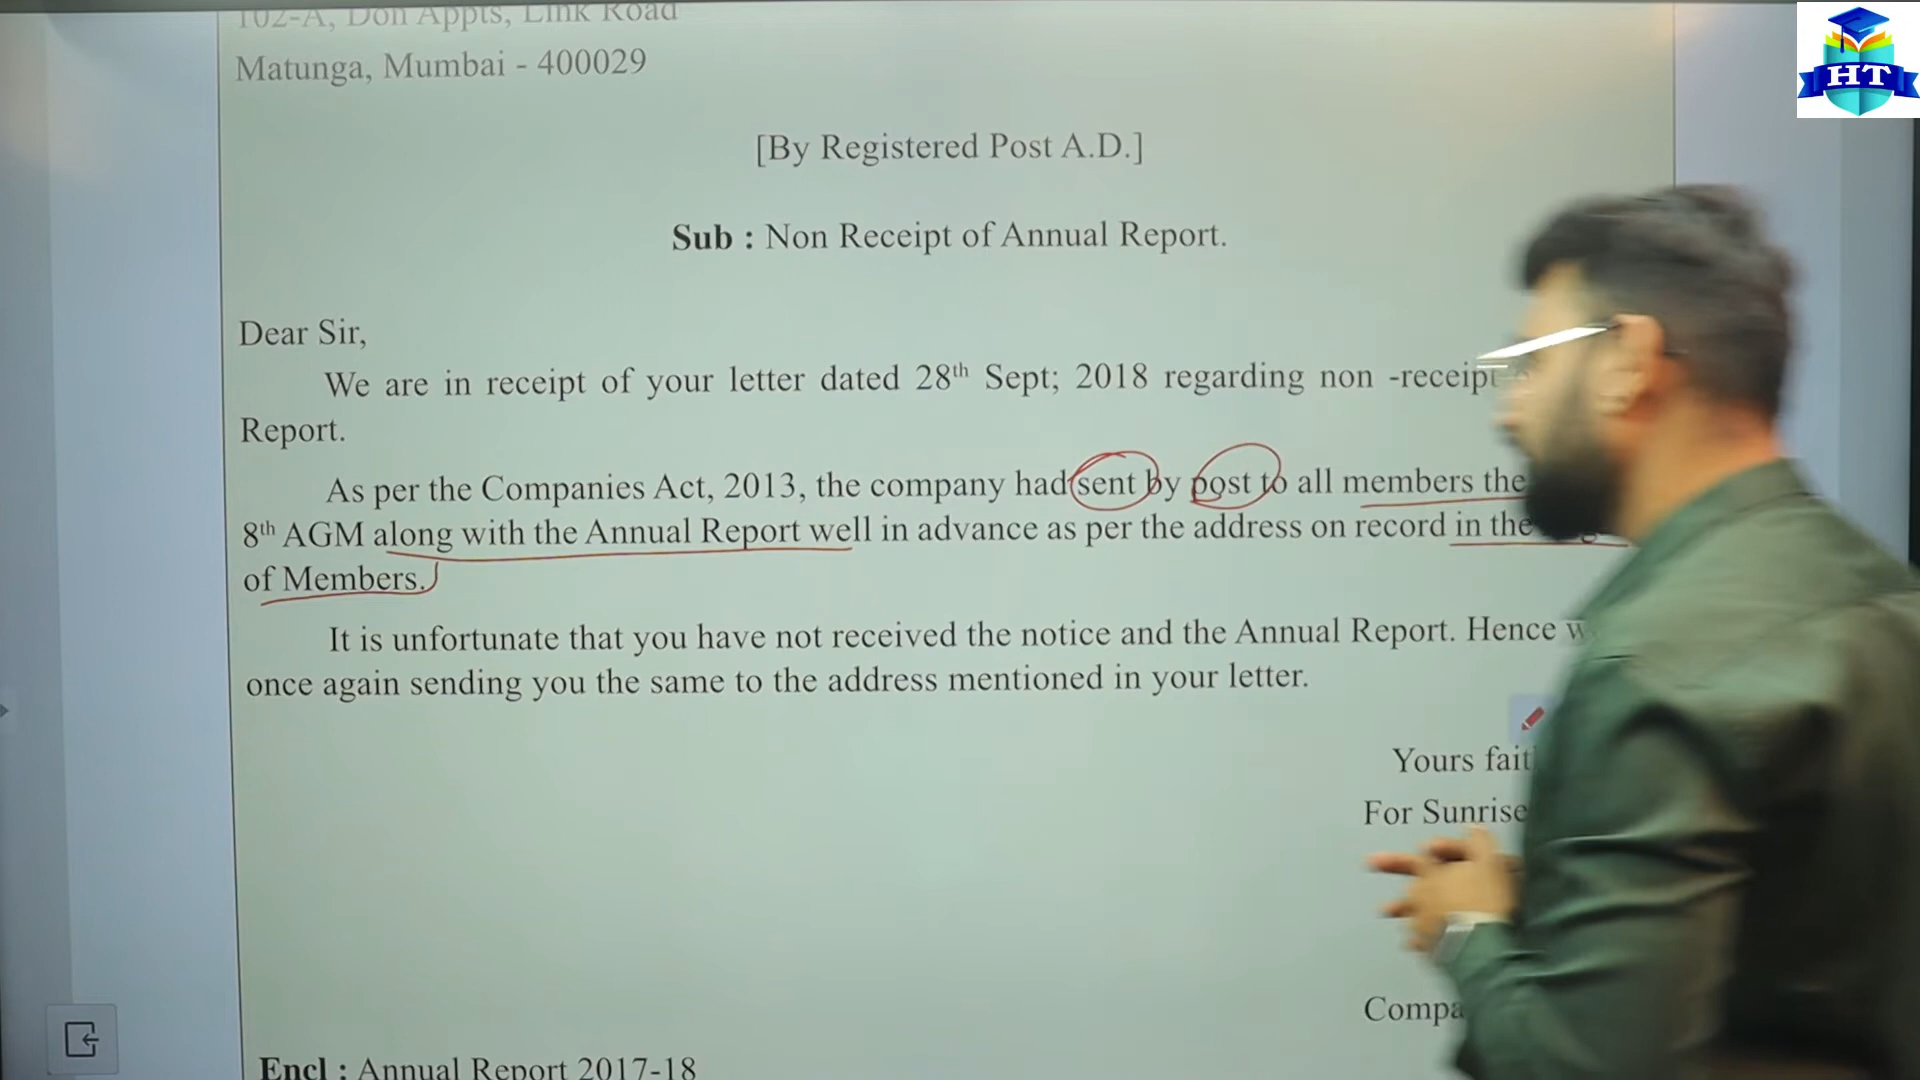 102-A, Don Appts, Link Road
Matunga, Mumbai - 400029
[By Registered Post A.D.]
Sub : Non Receipt of Annual Report.
Dear Sir,
We are in receipt of your letter dated 28th Sept; 2018 regarding non -receipt
Report.
As per the Companies Act, 2013, the company had sent by post to all members the
8th AGM along with the Annual Report well in advance as per the address on record in the
of Members.
It is unfortunate that you have not received the notice and the Annual Report. Hence
once again sending you the same to the address mentioned in your letter.
Yours
For Sunrise
Encl : Annual Report 2017-18
HT